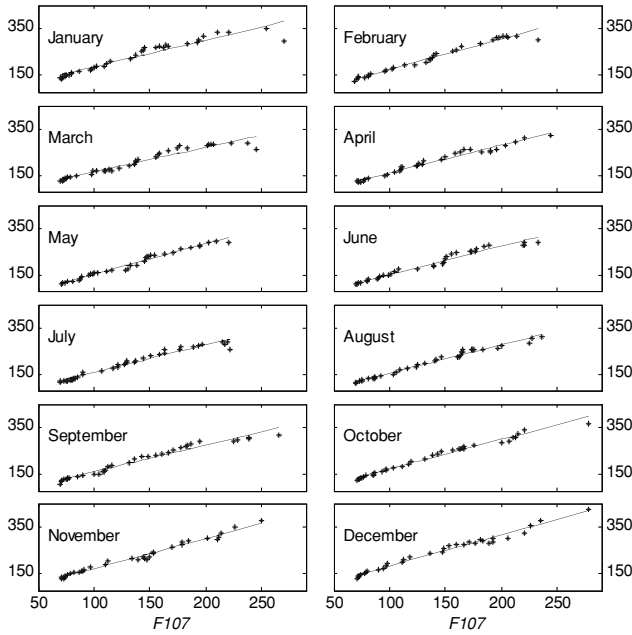 350 January February 350
150 150
350 March April 350
150 150
350 May June 350
150 150
350 July August 350
150 150
350 September October 350
150 150
350 November December 350
150 150
50 100 150 200 250 50 100 150 200 250
F107 F107